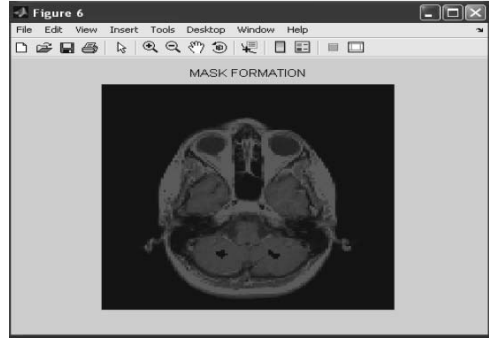 Figure 6
File Edit View Insert Tools Desktop Window Help
MASK FORMATION